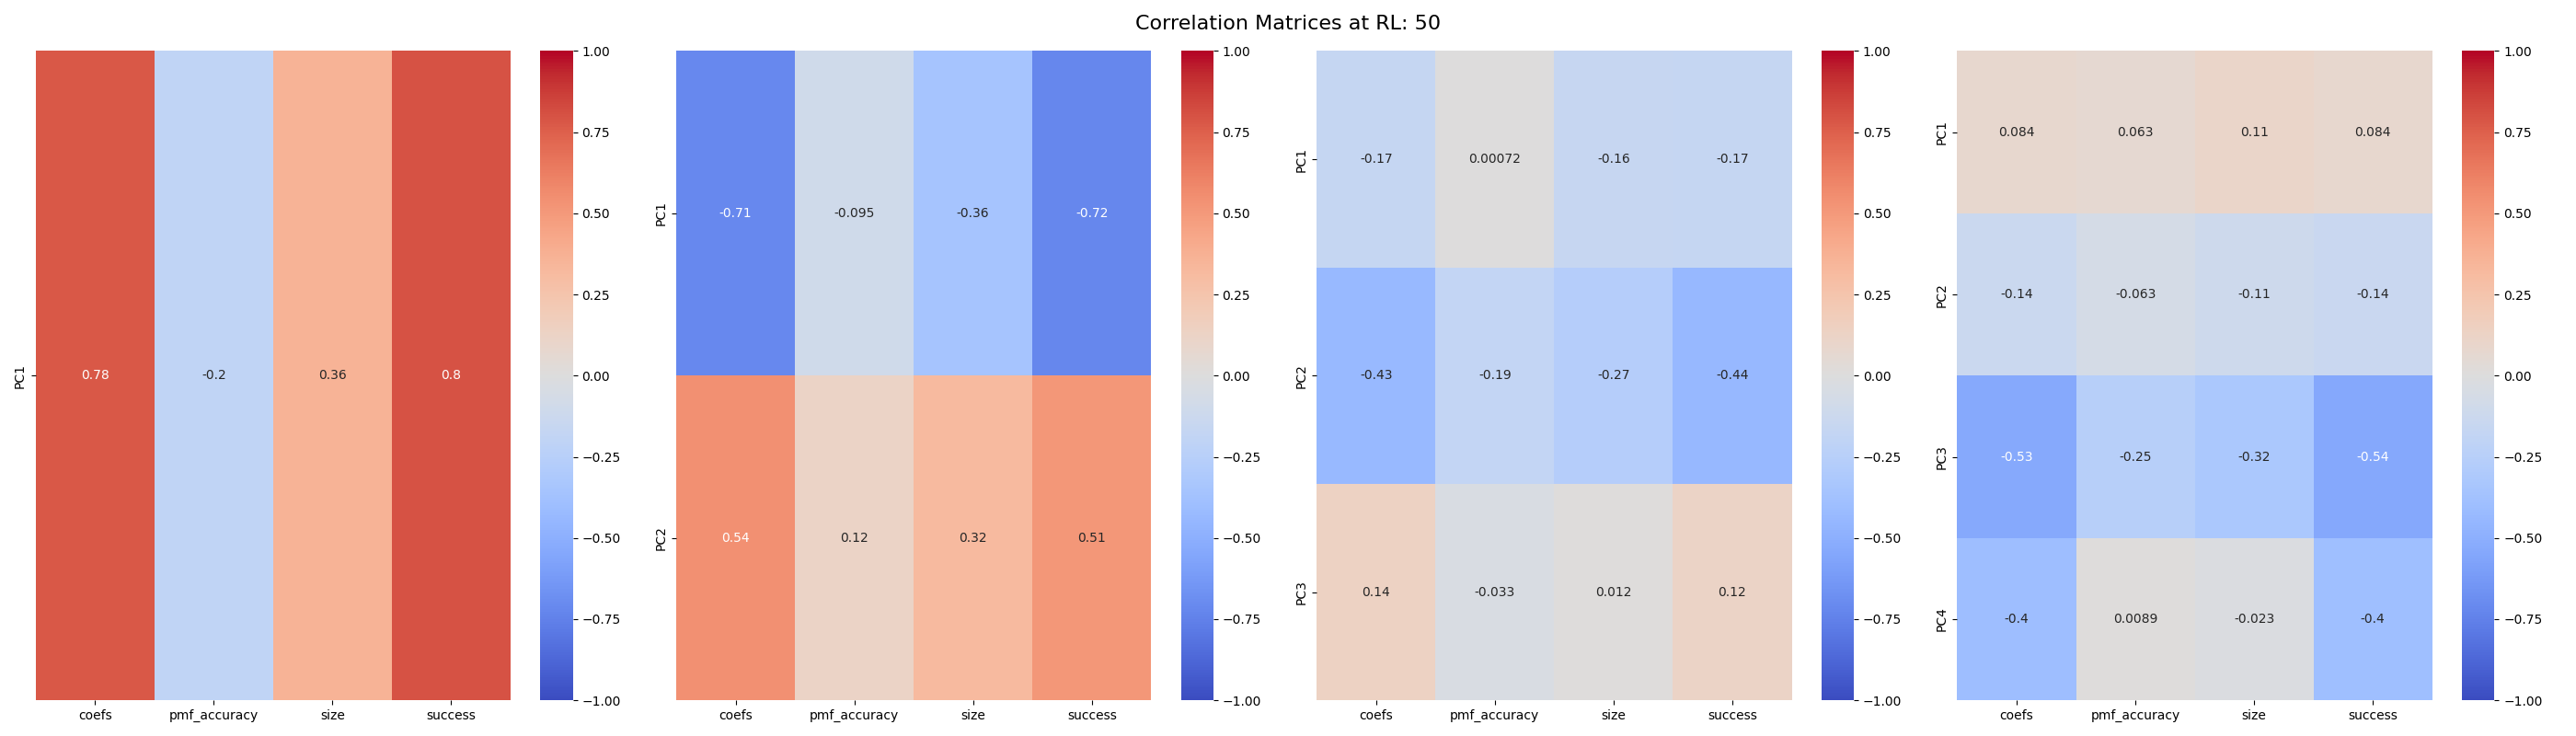 Correlation Matrices at RL: 50
PC1
0.78 -0.2 0.36 0.8
coefs pmf_accuracy size success
1.00
0.75
0.50
0.25
0.00
−0.25
−0.50
−0.75
−1.00
PC1
-0.71 -0.095 -0.36 -0.72
PC2
0.54 0.12 0.32 0.51
coefs pmf_accuracy size success
1.00
0.75
0.50
0.25
0.00
−0.25
−0.50
−0.75
−1.00
PC1
-0.17 0.00072 -0.16 -0.17
PC2
-0.43 -0.19 -0.27 -0.44
PC3
0.14 -0.033 0.012 0.12
coefs pmf_accuracy size success
1.00
0.75
0.50
0.25
0.00
−0.25
−0.50
−0.75
−1.00
PC1
0.084 0.063 0.11 0.084
PC2
-0.14 -0.063 -0.11 -0.14
PC3
-0.53 -0.25 -0.32 -0.54
PC4
-0.4 0.0089 -0.023 -0.4
coefs pmf_accuracy size success
1.00
0.75
0.50
0.25
0.00
−0.25
−0.50
−0.75
−1.00